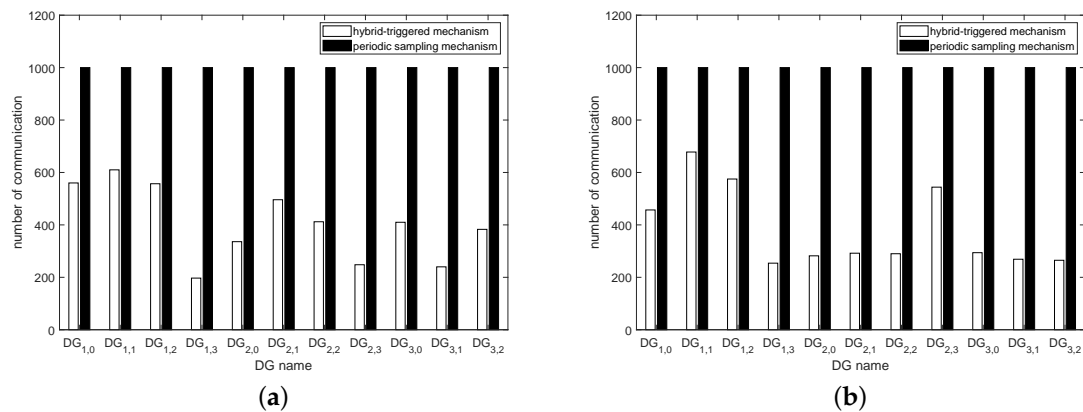 1200
1000
800
600
400
200
0
number of communication
hybrid-triggered mechanism
periodic sampling mechanism
DG1,0 DG1,1 DG1,2 DG1,3 DG2,0 DG2,1 DG2,2 DG2,3 DG3,0 DG3,1 DG3,2
DG name
(a)
1200
1000
800
600
400
200
0
number of communication
hybrid-triggered mechanism
periodic sampling mechanism
DG1,0 DG1,1 DG1,2 DG1,3 DG2,0 DG2,1 DG2,2 DG2,3 DG3,0 DG3,1 DG3,2
DG name
(b)